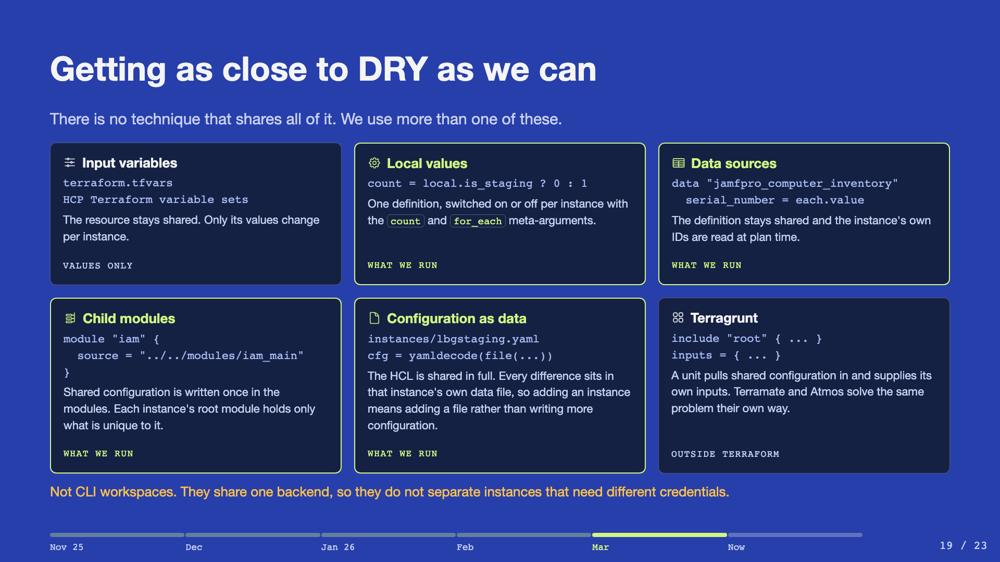 Getting as close to DRY as we can
There is no technique that shares all of it. We use more than one of these.
Input variables
terraform.tfvars
HCP Terraform variable sets
The resource stays shared. Only its values change
per instance.
VALUES ONLY
Local values
count = local.is_staging ? 0 : 1
One definition, switched on or off per instance with
the count and for_each meta-arguments.
WHAT WE RUN
Data sources
data "jamfpro_computer_inventory"
  serial_number = each.value
The definition stays shared and the instance's own
IDs are read at plan time.
WHAT WE RUN
Child modules
module "iam" {
  source = "../../modules/iam_main"
}
Shared configuration is written once in the
modules. Each instance's root module holds only
what is unique to it.
WHAT WE RUN
Configuration as data
instances/lbgstaging.yaml
cfg = yamldecode(file(...))
The HCL is shared in full. Every difference sits in
that instance's own data file, so adding an instance
means adding a file rather than writing more
configuration.
WHAT WE RUN
Terragrunt
include "root" { ... }
inputs = { ... }
A unit pulls shared configuration in and supplies its
own inputs. Terramate and Atmos solve the same
problem their own way.
OUTSIDE TERRAFORM
Not CLI workspaces. They share one backend, so they do not separate instances that need different credentials.
Nov 25
Dec
Jan 26
Feb
Mar
Now
19 / 23